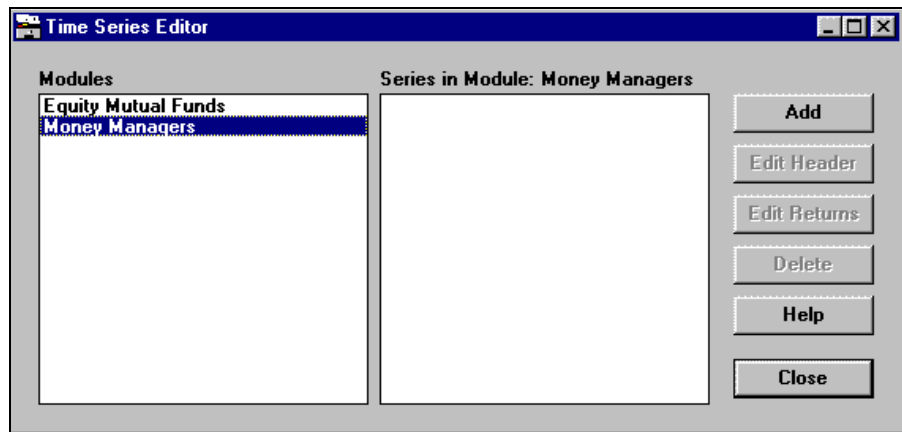 Time Series Editor
Modules
Equity Mutual Funds
Money Managers
Series in Module: Money Managers
Add
Edit Header
Edit Returns
Delete
Help
Close